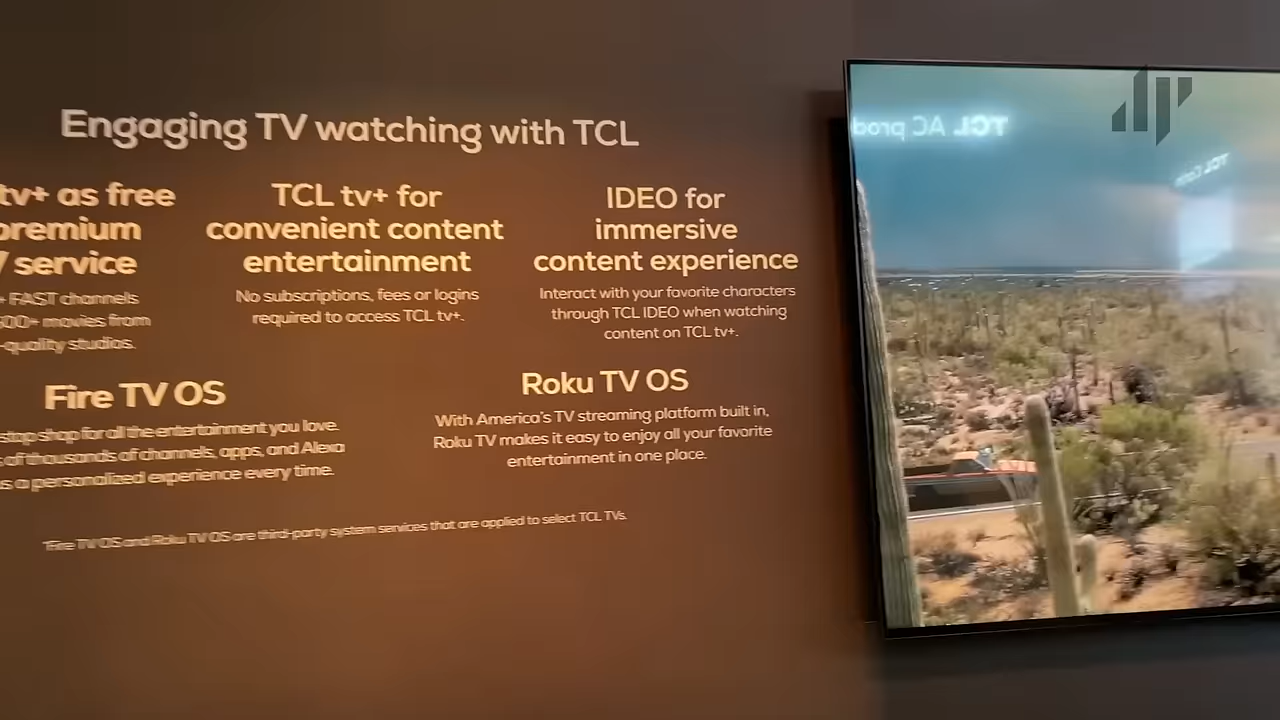 Engaging TV watching with TCL
tv+ as free
premium
service
FAST channels
movies from
-quality studios.
TCL tv+ for
convenient content
entertainment
No subscriptions, fees or logins
required to access TCL tv+.
IDEO for
immersive
content experience
Interact with your favorite characters
through TCL IDEO when watching
content on TCL tv+.
Fire TV OS
stop shop for all the entertainment you love.
of thousands of channels, apps, and Alexa
a personalized experience every time.
Roku TV OS
With America's TV streaming platform built in,
Roku TV makes it easy to enjoy all your favorite
entertainment in one place.
*Fire TV OS and Roku TV OS are third-party system services that are applied to select TCL TVs.
TCL AC prod
TCL